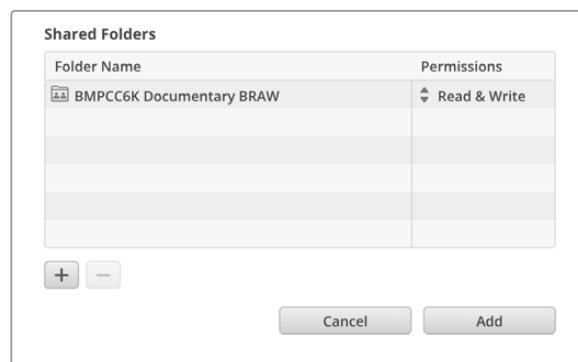 Shared Folders
Folder Name Permissions
BMPCC6K Documentary BRAW Read & Write
+ −
Cancel Add